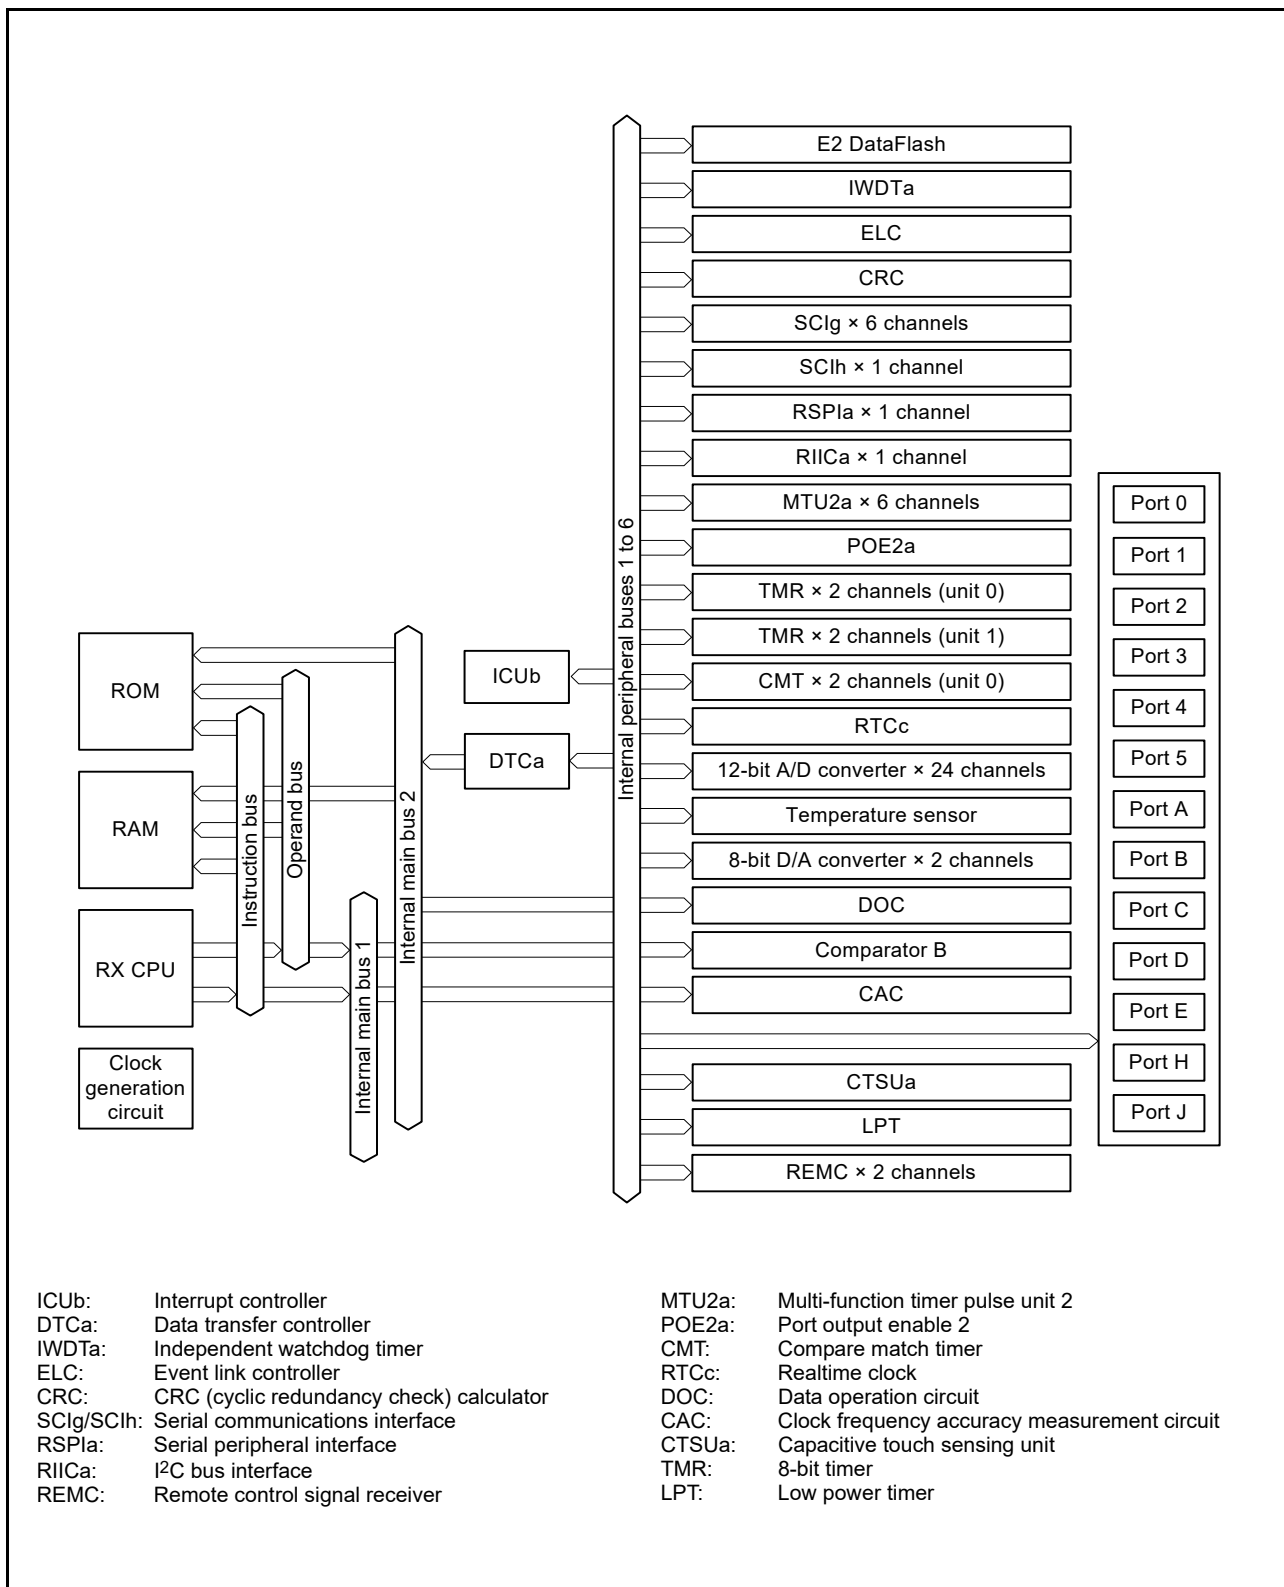 E2 DataFlash
IWDTa
ELC
CRC
SCIg × 6 channels
SCIh × 1 channel
RSPIa × 1 channel
RIICa × 1 channel
MTU2a × 6 channels
POE2a
TMR × 2 channels (unit 0)
TMR × 2 channels (unit 1)
CMT × 2 channels (unit 0)
RTCc
12-bit A/D converter × 24 channels
Temperature sensor
8-bit D/A converter × 2 channels
DOC
Comparator B
CAC
CTSUa
LPT
REMC × 2 channels
Port 0
Port 1
Port 2
Port 3
Port 4
Port 5
Port A
Port B
Port C
Port D
Port E
Port H
Port J
Internal peripheral buses 1 to 6
ICUb
DTCa
Internal main bus 2
Internal main bus 1
Operand bus
Instruction bus
ROM
RAM
RX CPU
Clock
generation
circuit
ICUb: Interrupt controller
DTCa: Data transfer controller
IWDTa: Independent watchdog timer
ELC: Event link controller
CRC: CRC (cyclic redundancy check) calculator
SCIg/SCIh: Serial communications interface
RSPIa: Serial peripheral interface
RIICa: I²C bus interface
REMC: Remote control signal receiver
MTU2a: Multi-function timer pulse unit 2
POE2a: Port output enable 2
CMT: Compare match timer
RTCc: Realtime clock
DOC: Data operation circuit
CAC: Clock frequency accuracy measurement circuit
CTSUa: Capacitive touch sensing unit
TMR: 8-bit timer
LPT: Low power timer